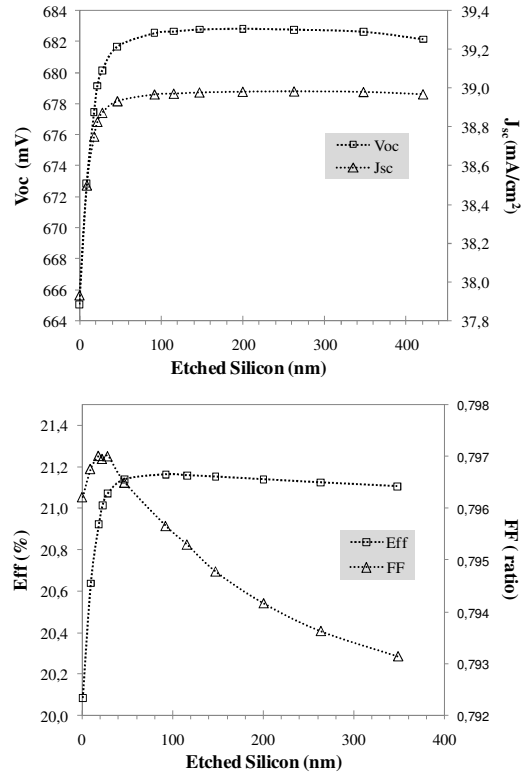 684
682
680
678
676
674
672
670
668
666
664
Voc (mV)
39,4
39,2
39,0
38,8
38,6
38,4
38,2
38,0
37,8
Jsc (mA/cm²)
Voc
Jsc
0 100 200 300 400
Etched Silicon (nm)
21,4
21,2
21,0
20,8
20,6
20,4
20,2
20,0
Eff (%)
0,798
0,797
0,796
0,795
0,794
0,793
0,792
FF ( ratio)
Eff
FF
0 100 200 300 400
Etched Silicon (nm)